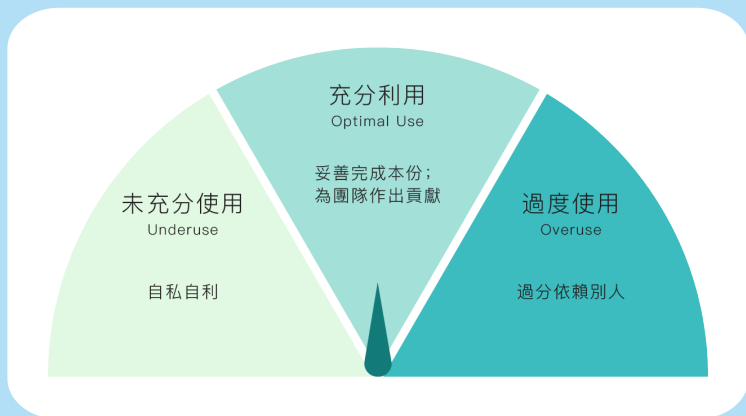 充分利用
Optimal Use
妥善完成本份;
為團隊作出貢獻
未充分使用
Underuse
自私自利
過度使用
Overuse
過分依賴別人